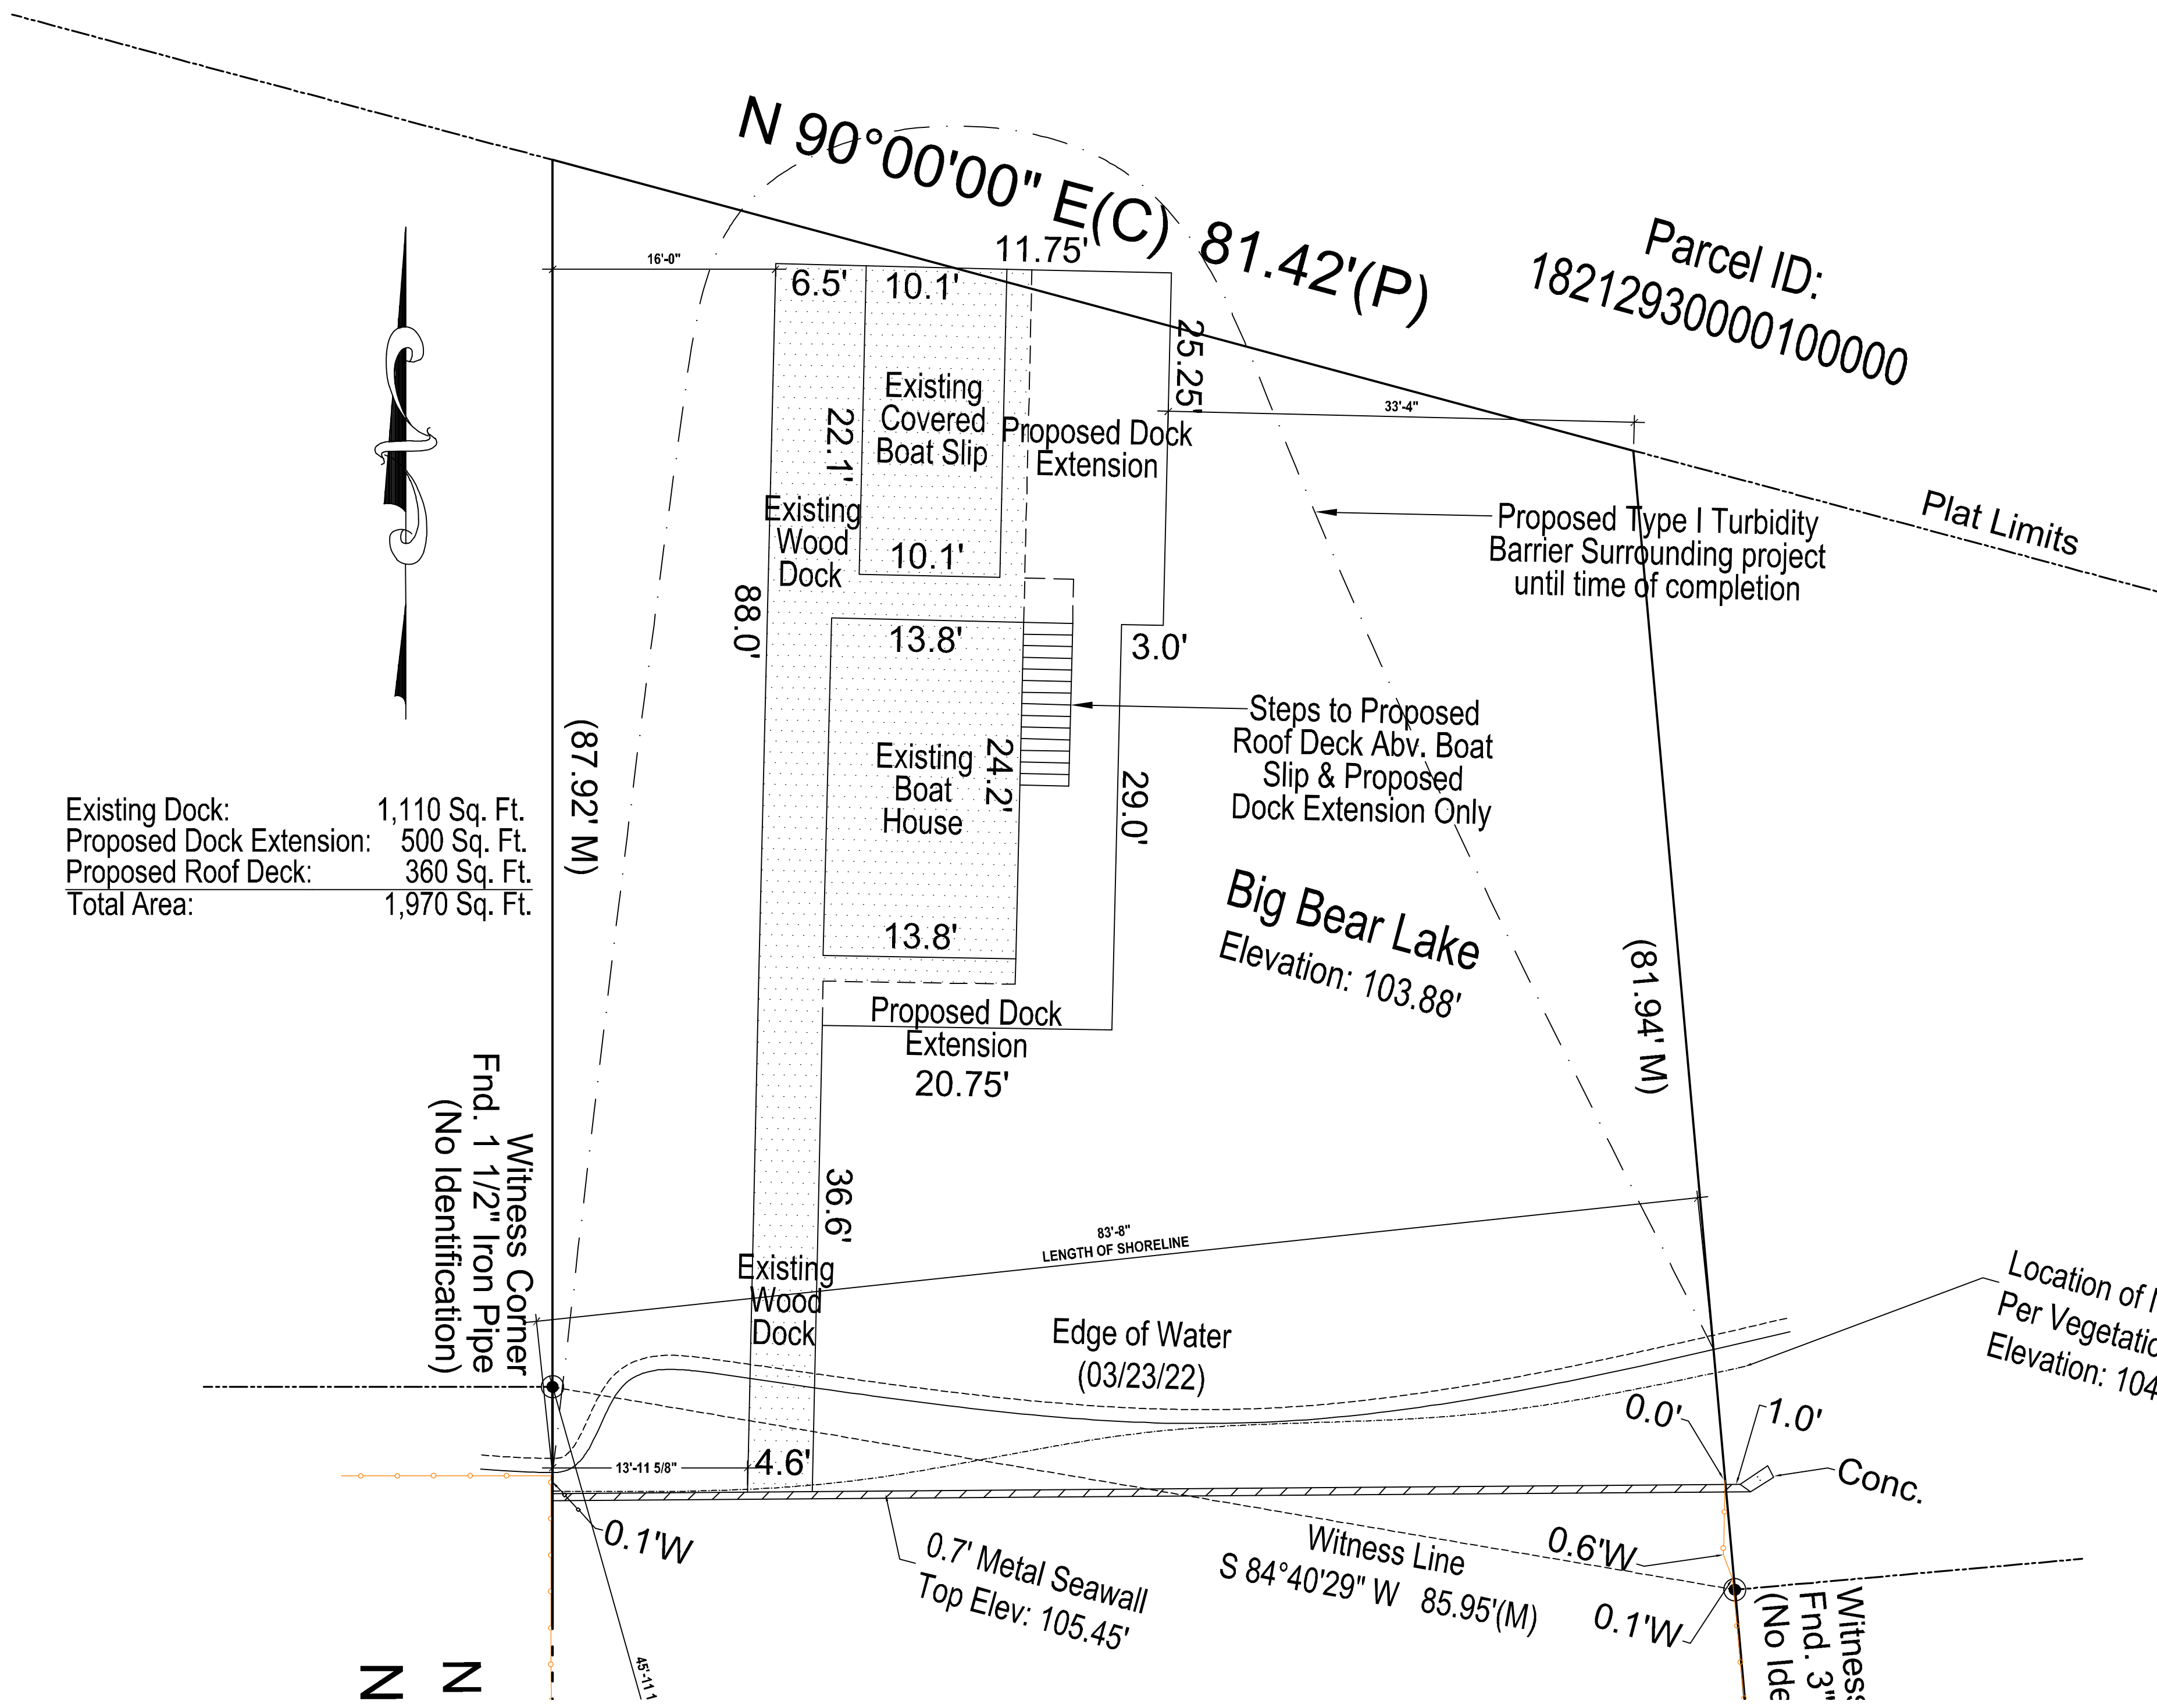 N 90°00'00" E(C) 81.42'(P)
Parcel ID:
18212930000100000
11.75'
16'-0"
6.5'
10.1'
25.25'
33'-4"
Existing
Covered
Boat Slip
22.1'
Proposed Dock
Extension
Plat Limits
Existing
Wood
Dock
10.1'
Proposed Type I Turbidity
Barrier Surrounding project
until time of completion
88.0'
13.8'
3.0'
Steps to Proposed
Roof Deck Abv. Boat
Slip & Proposed
Dock Extension Only
(87.92' M)
Existing
Boat
House
24.2'
29.0'
Existing Dock: 1,110 Sq. Ft.
Proposed Dock Extension: 500 Sq. Ft.
Proposed Roof Deck: 360 Sq. Ft.
Total Area: 1,970 Sq. Ft.
Big Bear Lake
Elevation: 103.88'
13.8'
(81.94' M)
Proposed Dock
Extension
20.75'
Witness Corner
Fnd. 1 1/2" Iron Pipe
(No Identification)
36.6'
83'-8"
LENGTH OF SHORELINE
Existing
Wood
Dock
Edge of Water
(03/23/22)
Location of
Per Vegetatio
Elevation: 104
0.0'
1.0'
13'-11 5/8"
4.6'
Conc.
0.1'W
0.7' Metal Seawall
Top Elev: 105.45'
Witness Line
S 84°40'29" W 85.95'(M)
0.6'W
0.1'W
Witness
Fnd. 3"
(No Ide
45'-11 1
N
N